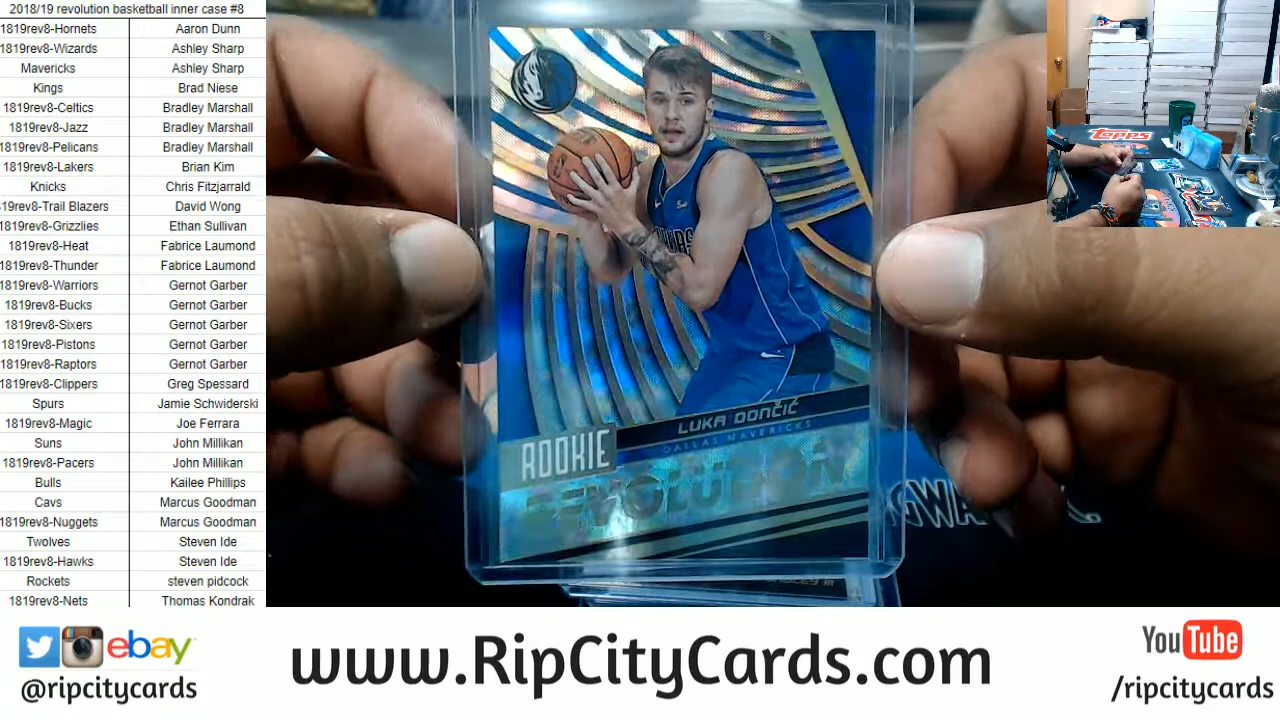 2018/19 revolution basketball inner case #8
1819rev8-Hornets Aaron Dunn
1819rev8-Wizards Ashley Sharp
Mavericks Ashley Sharp
Kings Brad Niese
1819rev8-Celtics Bradley Marshall
1819rev8-Jazz Bradley Marshall
1819rev8-Pelicans Bradley Marshall
1819rev8-Lakers Brian Kim
Knicks Chris Fitzjarrald
819rev8-Trail Blazers David Wong
1819rev8-Grizzlies Ethan Sullivan
1819rev8-Heat Fabrice Laumond
1819rev8-Thunder Fabrice Laumond
1819rev8-Warriors Gernot Garber
1819rev8-Bucks Gernot Garber
1819rev8-Sixers Gernot Garber
1819rev8-Pistons Gernot Garber
1819rev8-Raptors Gernot Garber
1819rev8-Clippers Greg Spessard
Spurs Jamie Schwiderski
1819rev8-Magic Joe Ferrara
Suns John Millikan
1819rev8-Pacers John Millikan
Bulls Kailee Phillips
Cavs Marcus Goodman
1819rev8-Nuggets Marcus Goodman
Twolves Steven Ide
1819rev8-Hawks Steven Ide
Rockets steven pidcock
1819rev8-Nets Thomas Kondrak
LUKA DONČIĆ
DALLAS MAVERICKS
ROOKIE
REVOLUTION
TOPPS
ebay
@ripcitycards
www.RipCityCards.com
YouTube
/ripcitycards